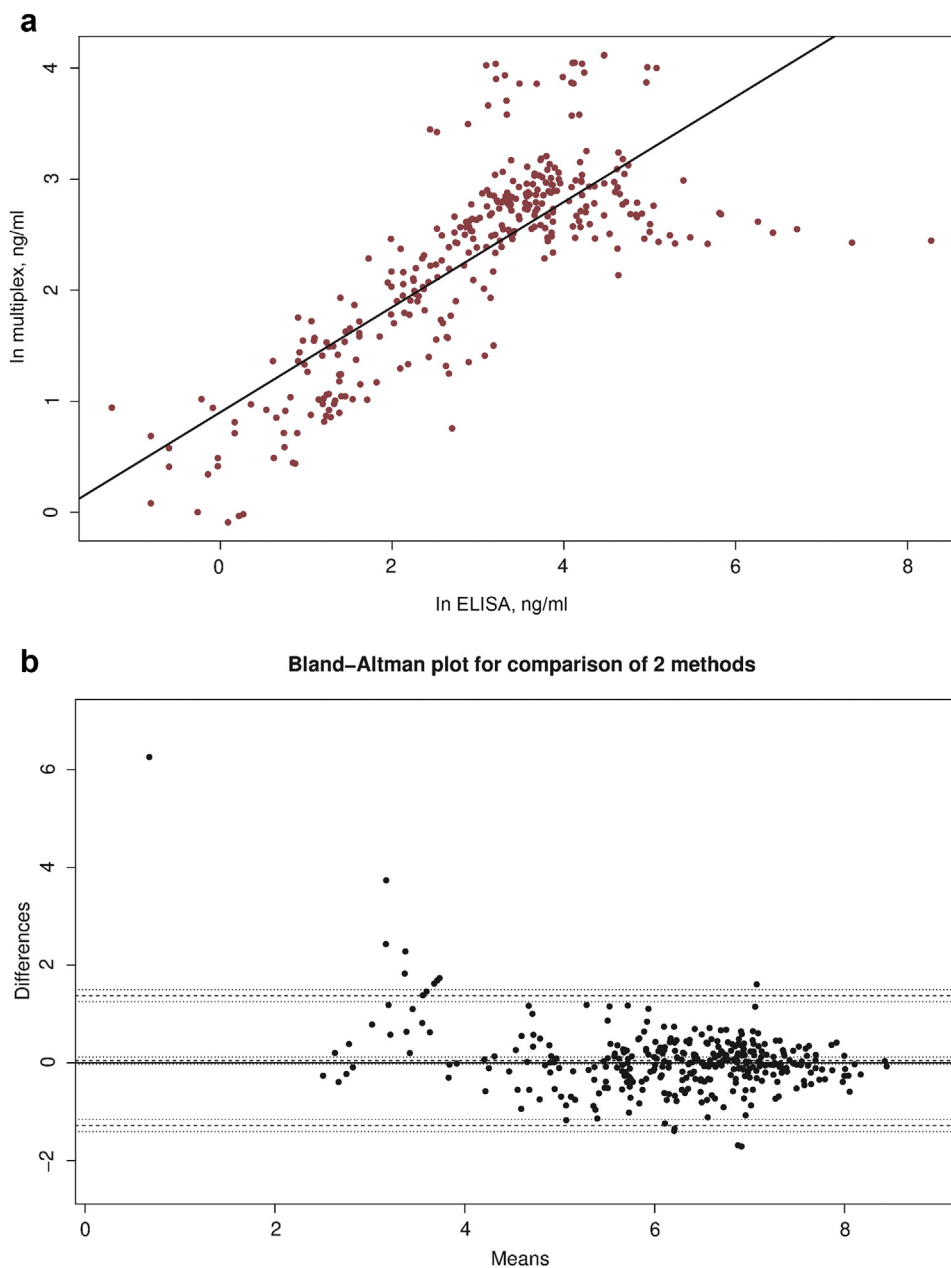 a
4
3
2
1
0
ln multiplex, ng/ml
0 2 4 6 8
ln ELISA, ng/ml
b
Bland–Altman plot for comparison of 2 methods
6
4
2
0
−2
Differences
0 2 4 6 8
Means